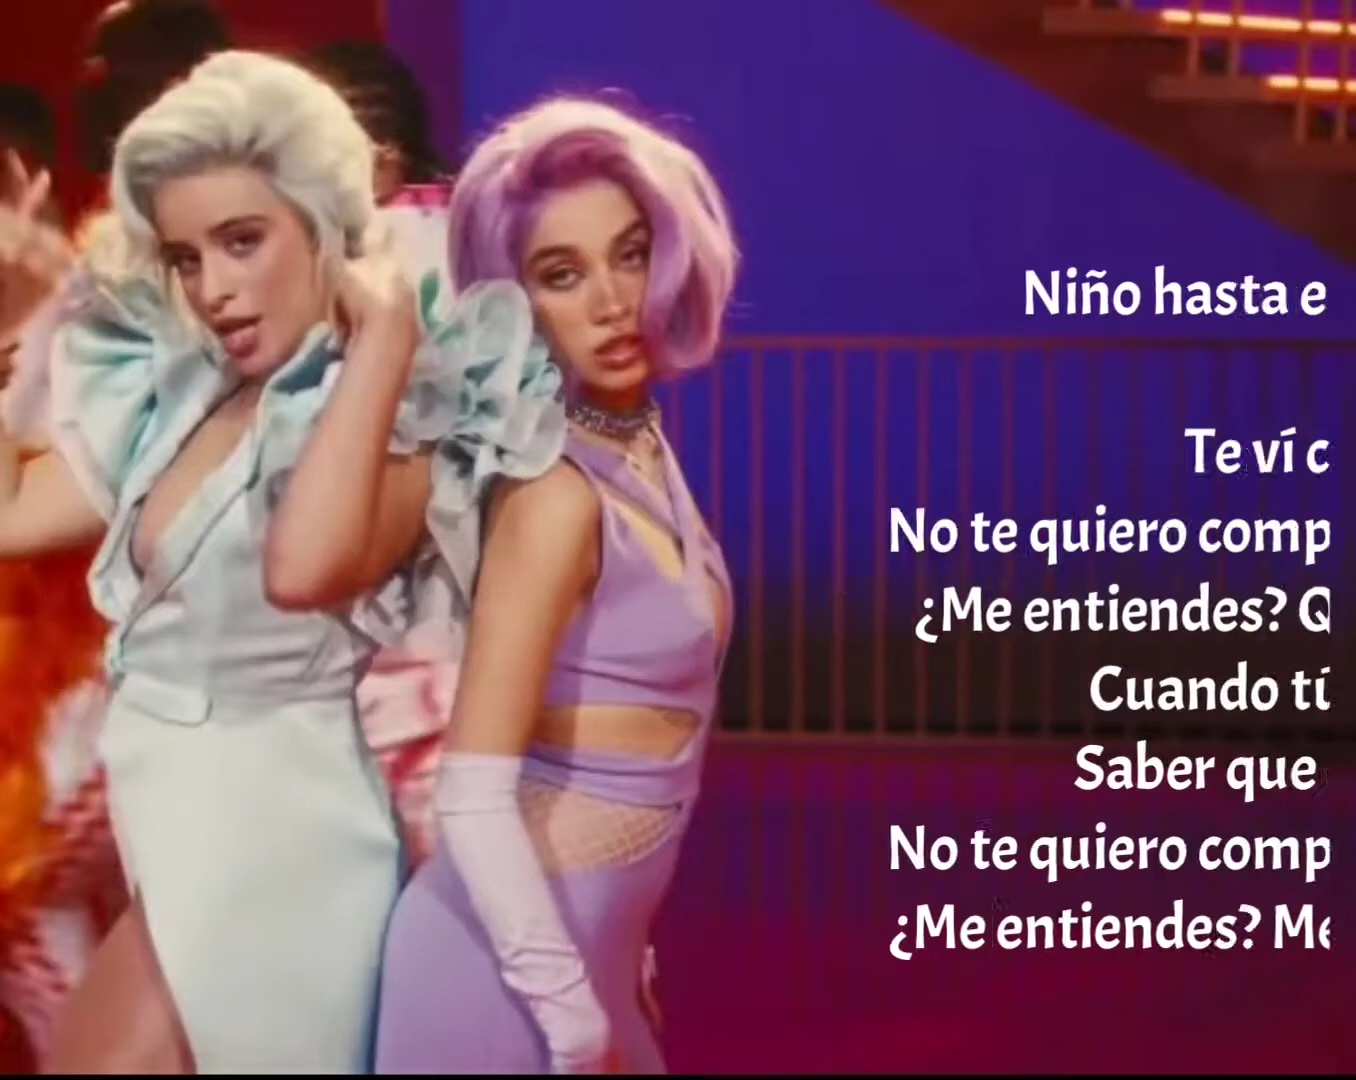 Niño hasta e
Te ví c
No te quiero comp
¿Me entiendes? Q
Cuando tí
Saber que
No te quiero comp
¿Me entiendes? Me